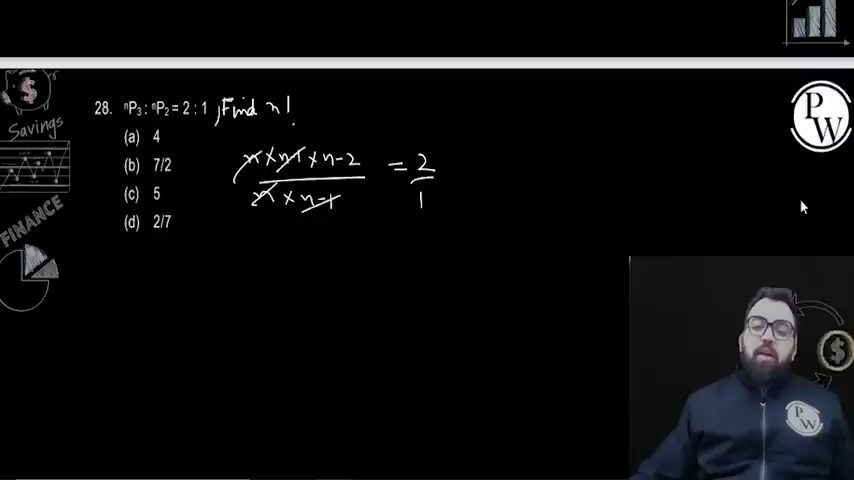 Savings
FINANCE
28. ⁿP₃ : ⁿP₂ = 2 : 1 , Find n!
(a) 4
(b) 7/2
(c) 5
(d) 2/7
n × n-1 × n-2 / n × n-1 = 2 / 1
P
W
P
W